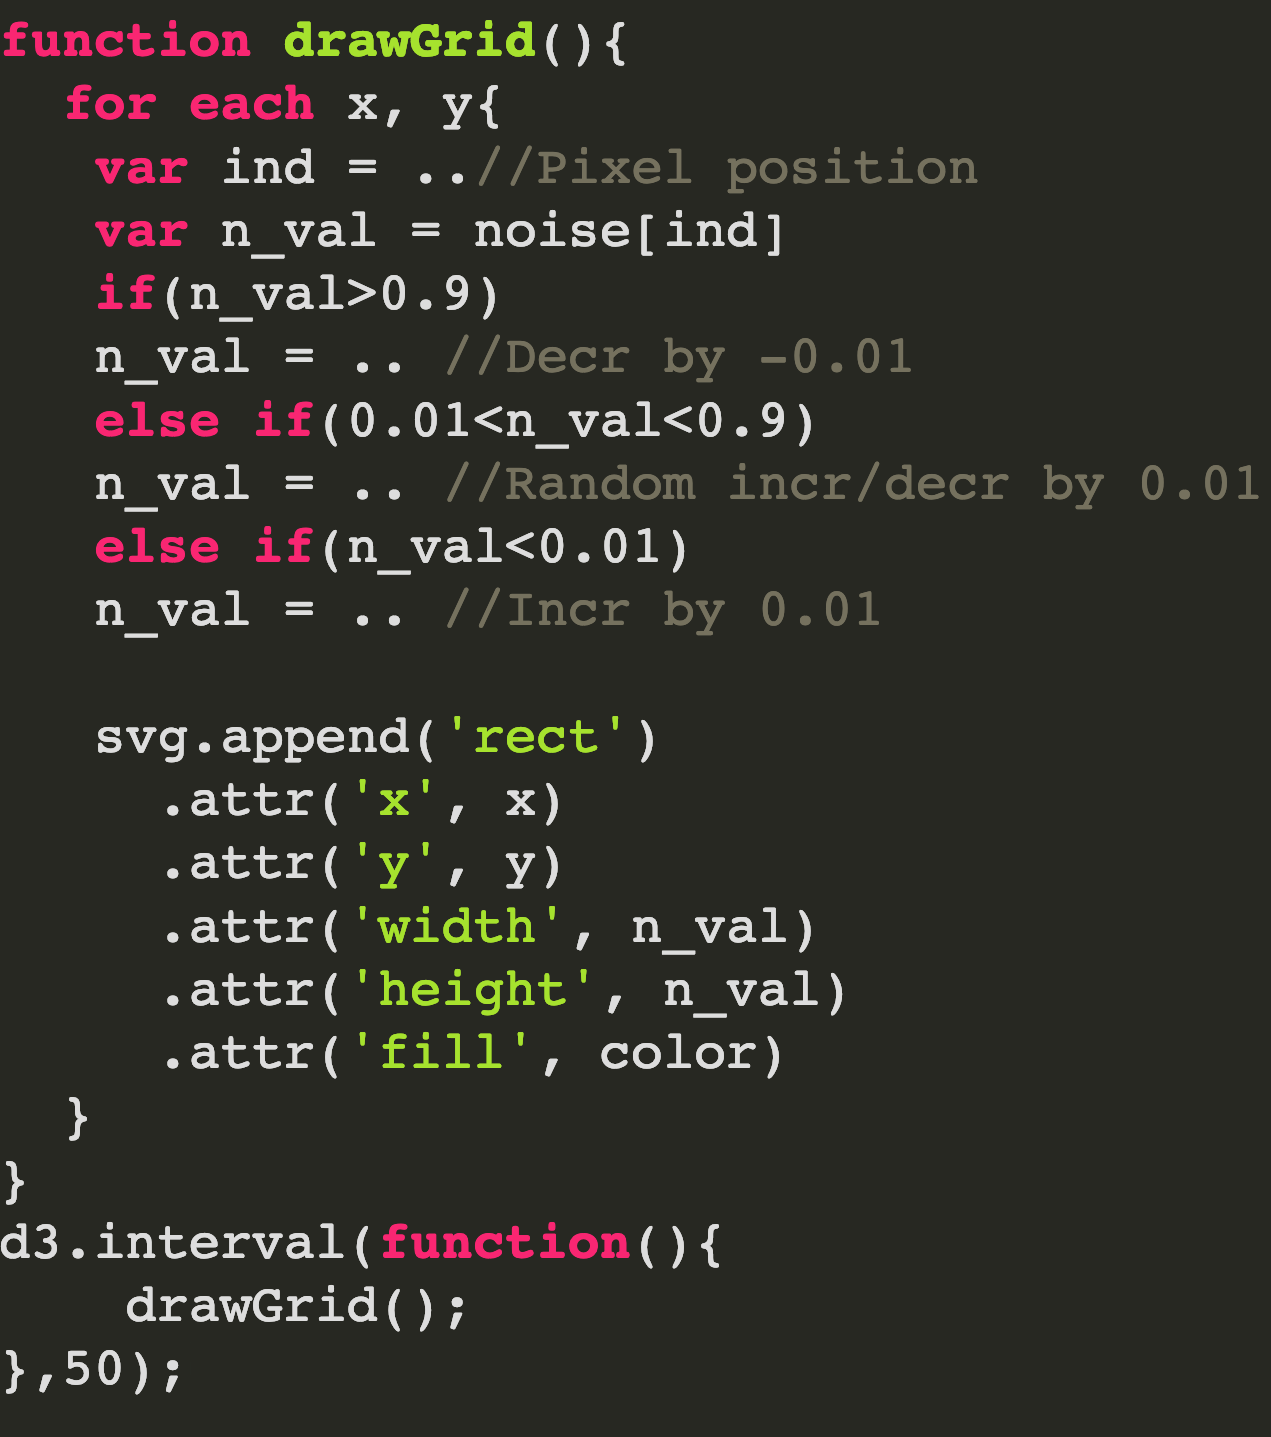 function drawGrid(){
for each x, y{
var ind = ..//Pixel position
var n_val = noise[ind]
if(n_val>0.9)
n_val = .. //Decr by -0.01
else if(0.01<n_val<0.9)
n_val = .. //Random incr/decr by 0.01
else if(n_val<0.01)
n_val = .. //Incr by 0.01
svg.append('rect')
.attr('x', x)
.attr('y', y)
.attr('width', n_val)
.attr('height', n_val)
.attr('fill', color)
}
}
d3.interval(function(){
drawGrid();
},50);